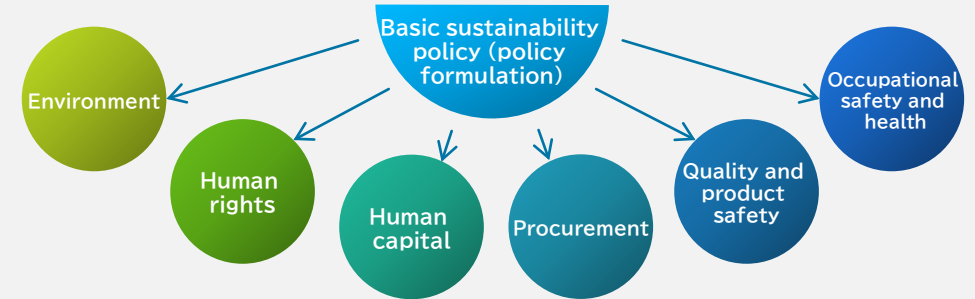 Basic sustainability
policy (policy
formulation)
Environment
Human
rights
Human
capital
Procurement
Quality and
product
safety
Occupational
safety and
health